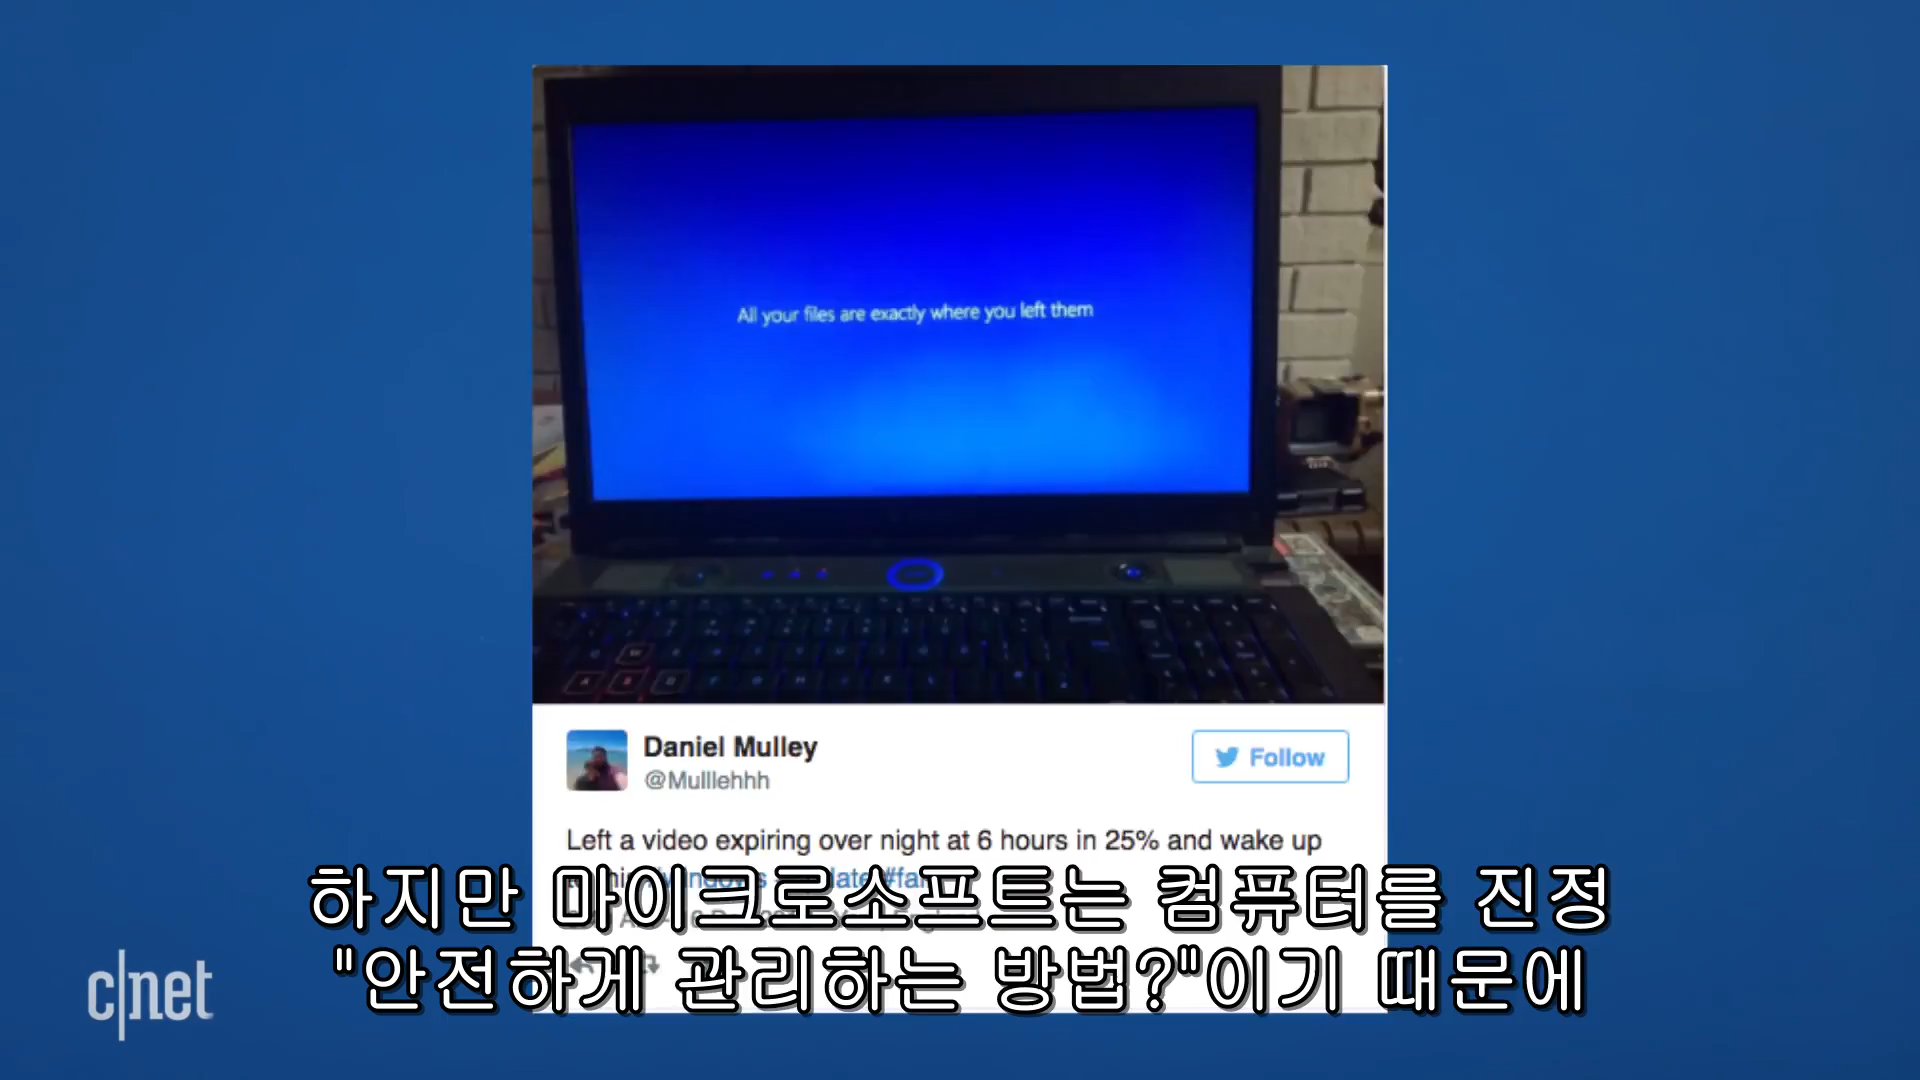 All your files are exactly where you left them
Daniel Mulley
@Mulllehhh
Follow
Left a video expiring over night at 6 hours in 25% and wake up
하지만 마이크로소프트는 컴퓨터를 진정
"안전하게 관리하는 방법?"이기 때문에
c|net